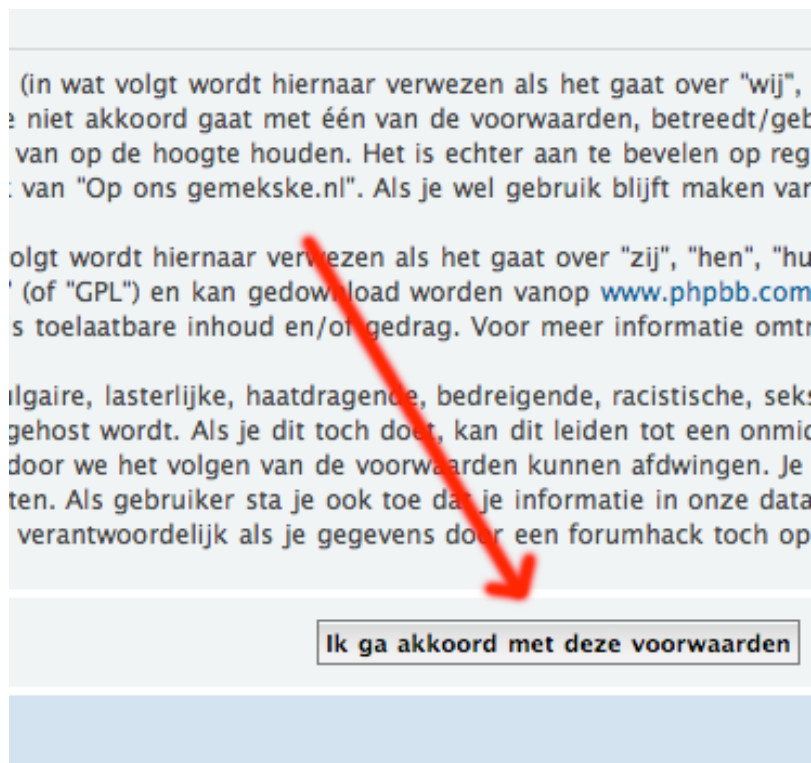 (in wat volgt wordt hiernaar verwezen als het gaat over "wij",
niet akkoord gaat met één van de voorwaarden, betreedt/geb
van op de hoogte houden. Het is echter aan te bevelen op reg
van "Op ons gemekske.nl". Als je wel gebruik blijft maken van
olgt wordt hiernaar verwezen als het gaat over "zij", "hen", "hu
(of "GPL") en kan gedownload worden vanop www.phpbb.com
s toelaatbare inhoud en/of gedrag. Voor meer informatie omtr
ulgaire, lasterlijke, haatdragende, bedreigende, racistische, seks
gehost wordt. Als je dit toch doet, kan dit leiden tot een onmid
door we het volgen van de voorwaarden kunnen afdwingen. Je
ten. Als gebruiker sta je ook toe dat je informatie in onze data
verantwoordelijk als je gegevens door een forumhack toch op
Ik ga akkoord met deze voorwaarden